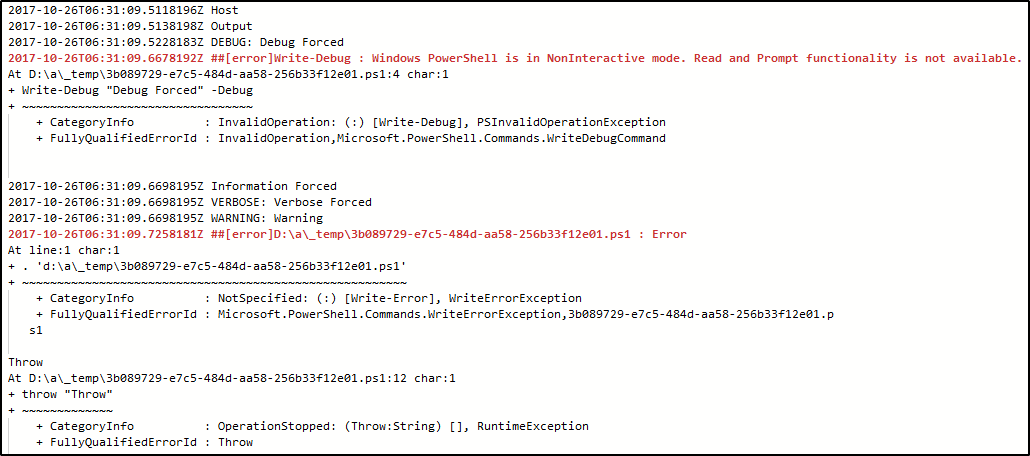 2017-10-26T06:31:09.5118196Z Host
2017-10-26T06:31:09.5138198Z Output
2017-10-26T06:31:09.5228183Z DEBUG: Debug Forced
2017-10-26T06:31:09.6678192Z ##[error]Write-Debug : Windows PowerShell is in NonInteractive mode. Read and Prompt functionality is not available.
At D:\a\_temp\3b089729-e7c5-484d-aa58-256b33f12e01.ps1:4 char:1
+ Write-Debug "Debug Forced" -Debug
+ ~~~~~~~~~~~~~~~~~~~~~~~~~~~~~~~~~
    + CategoryInfo          : InvalidOperation: (:) [Write-Debug], PSInvalidOperationException
    + FullyQualifiedErrorId : InvalidOperation,Microsoft.PowerShell.Commands.WriteDebugCommand
2017-10-26T06:31:09.6698195Z Information Forced
2017-10-26T06:31:09.6698195Z VERBOSE: Verbose Forced
2017-10-26T06:31:09.6698195Z WARNING: Warning
2017-10-26T06:31:09.7258181Z ##[error]D:\a\_temp\3b089729-e7c5-484d-aa58-256b33f12e01.ps1 : Error
At line:1 char:1
+ . 'd:\a\_temp\3b089729-e7c5-484d-aa58-256b33f12e01.ps1'
+ ~~~~~~~~~~~~~~~~~~~~~~~~~~~~~~~~~~~~~~~~~~~~~~~~~~~~~~~
    + CategoryInfo          : NotSpecified: (:) [Write-Error], WriteErrorException
    + FullyQualifiedErrorId : Microsoft.PowerShell.Commands.WriteErrorException,3b089729-e7c5-484d-aa58-256b33f12e01.p
   s1
Throw
At D:\a\_temp\3b089729-e7c5-484d-aa58-256b33f12e01.ps1:12 char:1
+ throw "Throw"
+ ~~~~~~~~~~~~~
    + CategoryInfo          : OperationStopped: (Throw:String) [], RuntimeException
    + FullyQualifiedErrorId : Throw